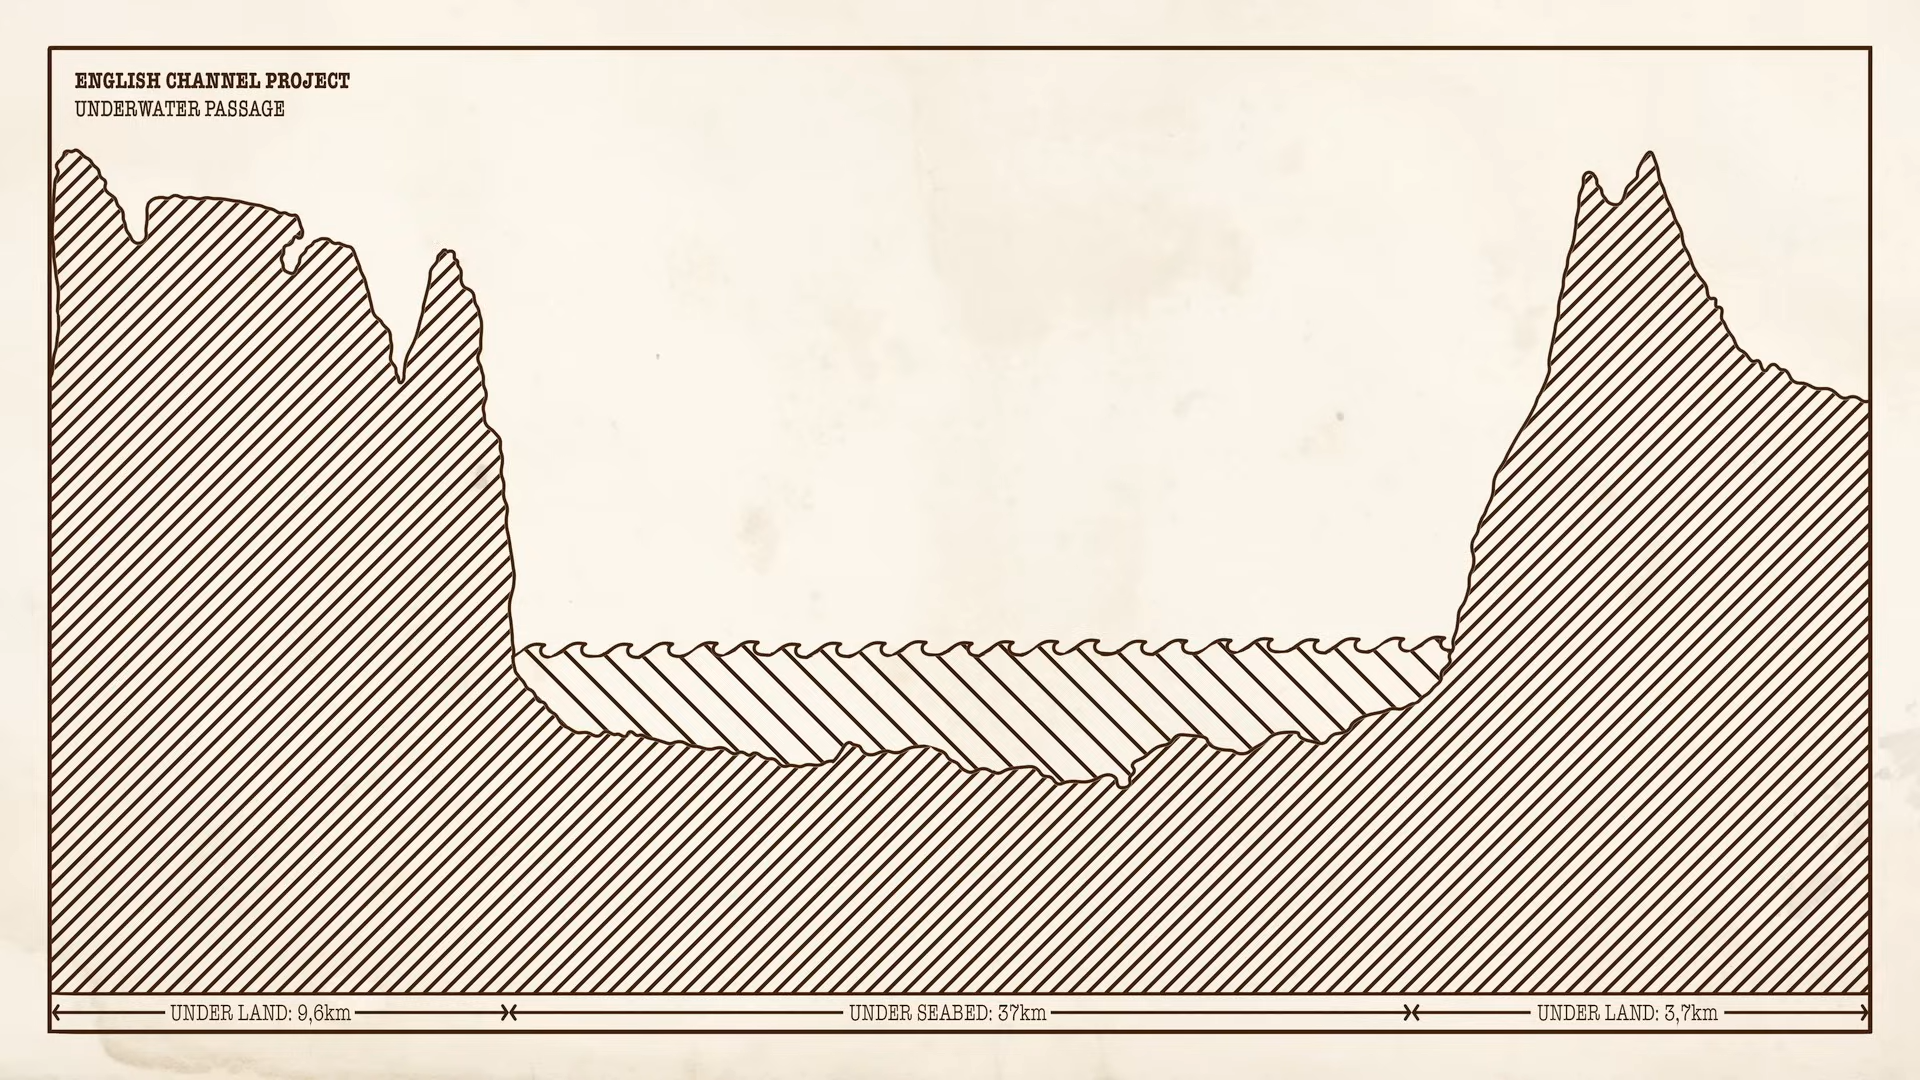 ENGLISH CHANNEL PROJECT
UNDERWATER PASSAGE
UNDER LAND: 9,6km
UNDER SEABED: 37km
UNDER LAND: 3,7km